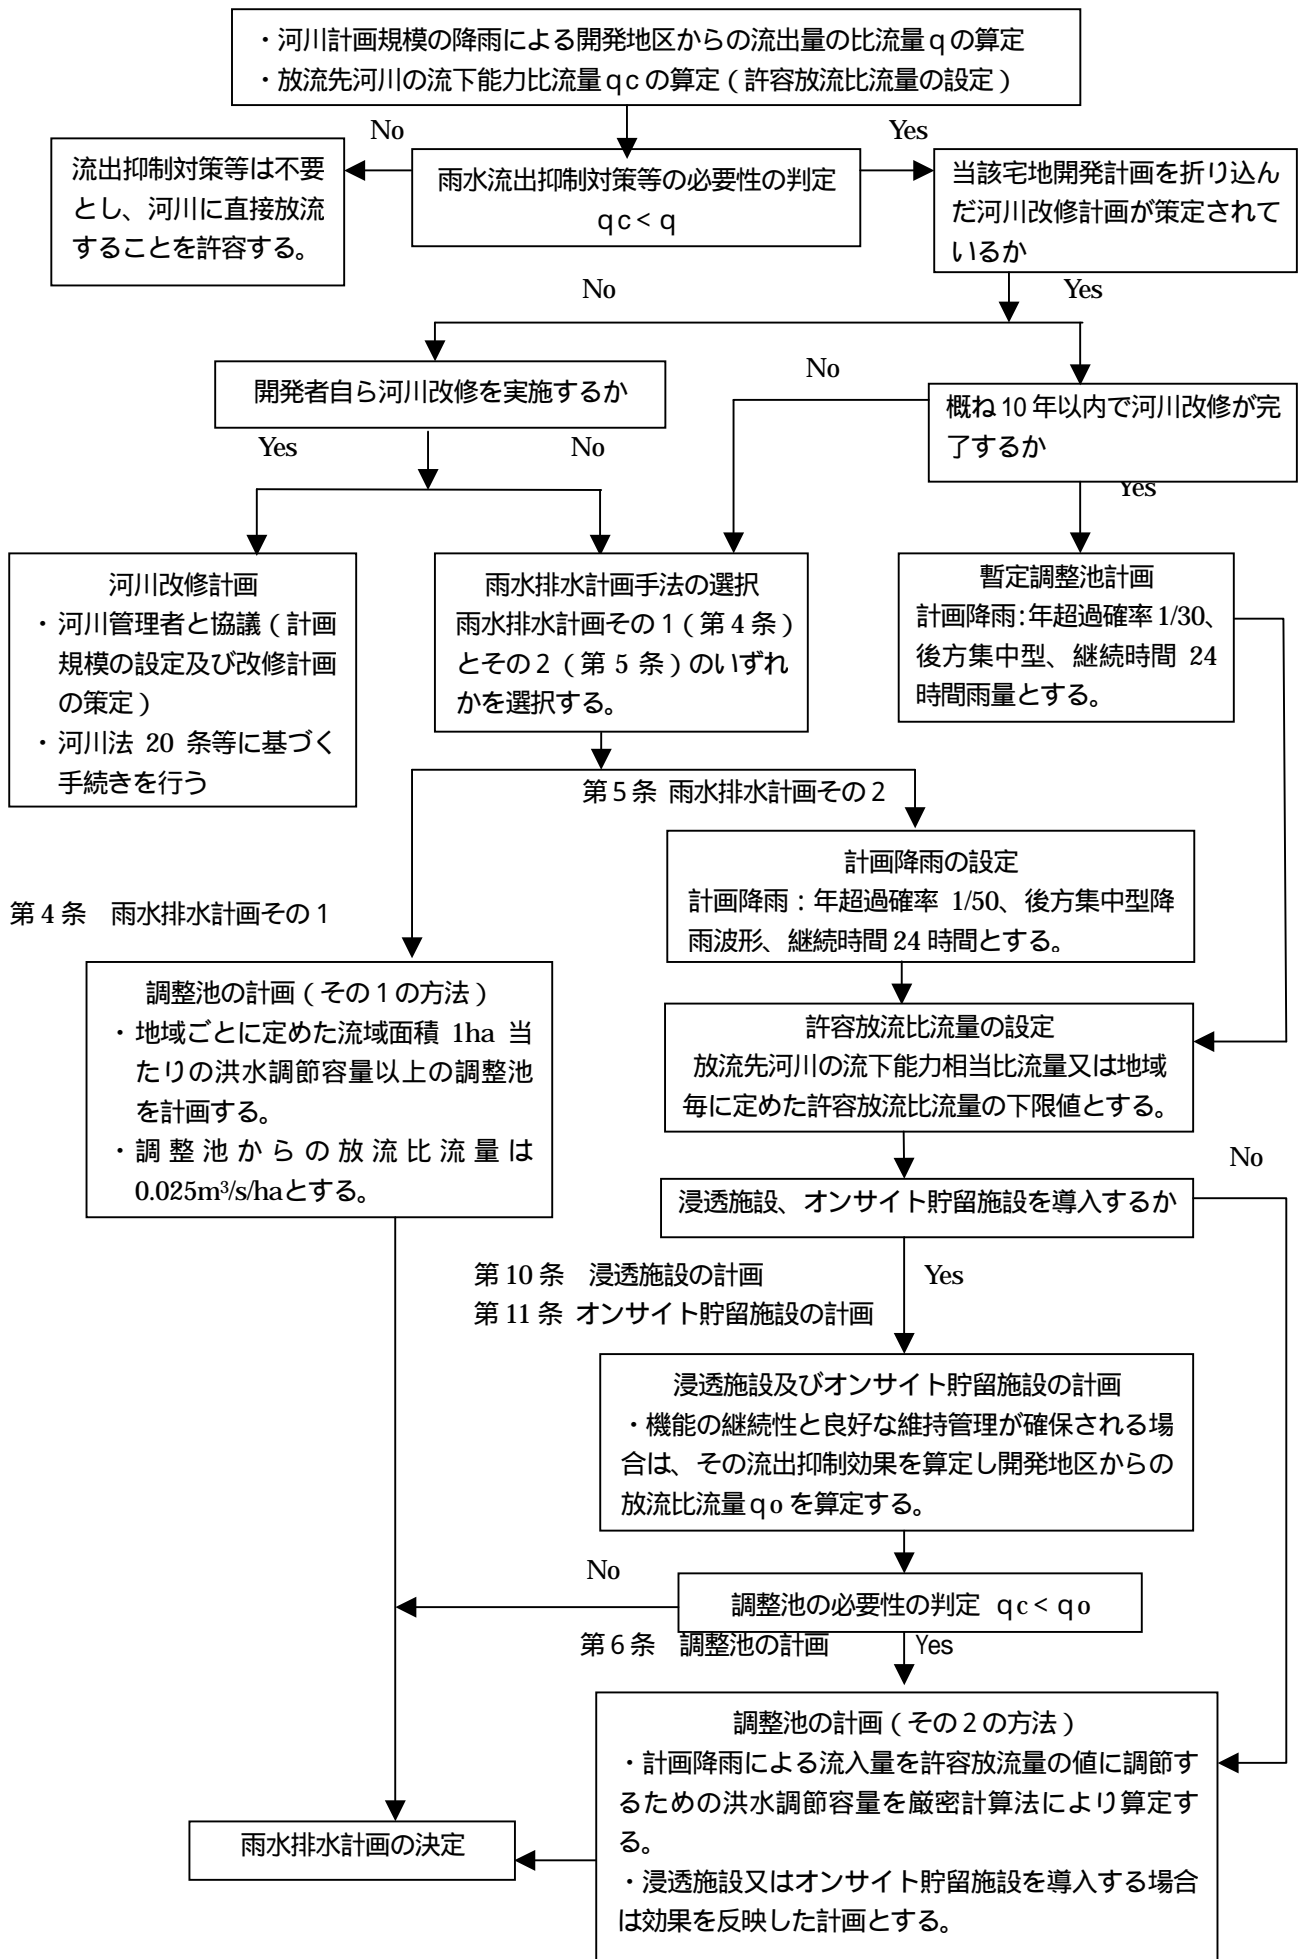 ・河川計画規模の降雨による開発地区からの流出量の比流量qの算定
・放流先河川の流下能力比流量qcの算定（許容放流比流量の設定）
No
Yes
流出抑制対策等は不要
とし、河川に直接放流
することを許容する。
雨水流出抑制対策等の必要性の判定
qc< q
当該宅地開発計画を折り込ん
だ河川改修計画が策定されて
いるか
No
Yes
開発者自ら河川改修を実施するか
No
概ね10年以内で河川改修が完
了するか
Yes
No
Yes
河川改修計画
・河川管理者と協議（計画
規模の設定及び改修計画
の策定）
・河川法 20 条等に基づく
手続きを行う
雨水排水計画手法の選択
雨水排水計画その1（第4条）
とその2（第5条）のいずれ
かを選択する。
暫定調整池計画
計画降雨:年超過確率1/30、
後方集中型、継続時間 24
時間雨量とする。
第5条 雨水排水計画その2
計画降雨の設定
計画降雨：年超過確率 1/50、後方集中型降
雨波形、継続時間24時間とする。
第4条　雨水排水計画その1
調整池の計画（その1の方法）
・地域ごとに定めた流域面積 1ha 当
たりの洪水調節容量以上の調整池
を計画する。
・調整池からの放流比流量は
0.025m³/s/haとする。
許容放流比流量の設定
放流先河川の流下能力相当比流量又は地域
毎に定めた許容放流比流量の下限値とする。
No
浸透施設、オンサイト貯留施設を導入するか
第10条　浸透施設の計画
Yes
第11条 オンサイト貯留施設の計画
浸透施設及びオンサイト貯留施設の計画
・機能の継続性と良好な維持管理が確保される場
合は、その流出抑制効果を算定し開発地区からの
放流比流量qoを算定する。
No
調整池の必要性の判定 qc< qo
第6条　調整池の計画
Yes
調整池の計画（その2の方法）
・計画降雨による流入量を許容放流量の値に調節す
るための洪水調節容量を厳密計算法により算定す
る。
・浸透施設又はオンサイト貯留施設を導入する場合
は効果を反映した計画とする。
雨水排水計画の決定